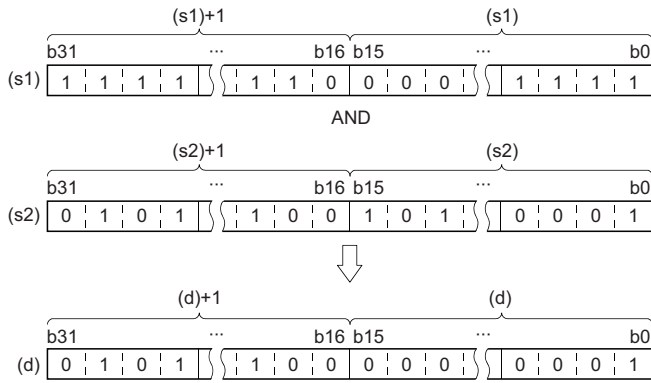 (s1)+1 (s1)
b31 ... b16 b15 ... b0
(s1) 1 1 1 1 1 1 0 0 0 0 1 1 1 1
AND
(s2)+1 (s2)
b31 ... b16 b15 ... b0
(s2) 0 1 0 1 1 0 0 1 0 1 0 0 0 1
(d)+1 (d)
b31 ... b16 b15 ... b0
(d) 0 1 0 1 1 0 0 0 0 0 0 0 0 1